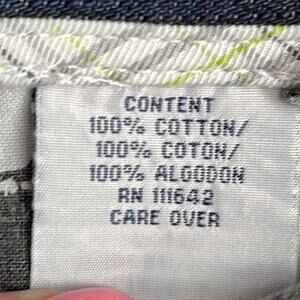 CONTENT
100% COTTON/
100% COTON/
100% ALGODON
RN 111642
CARE OVER